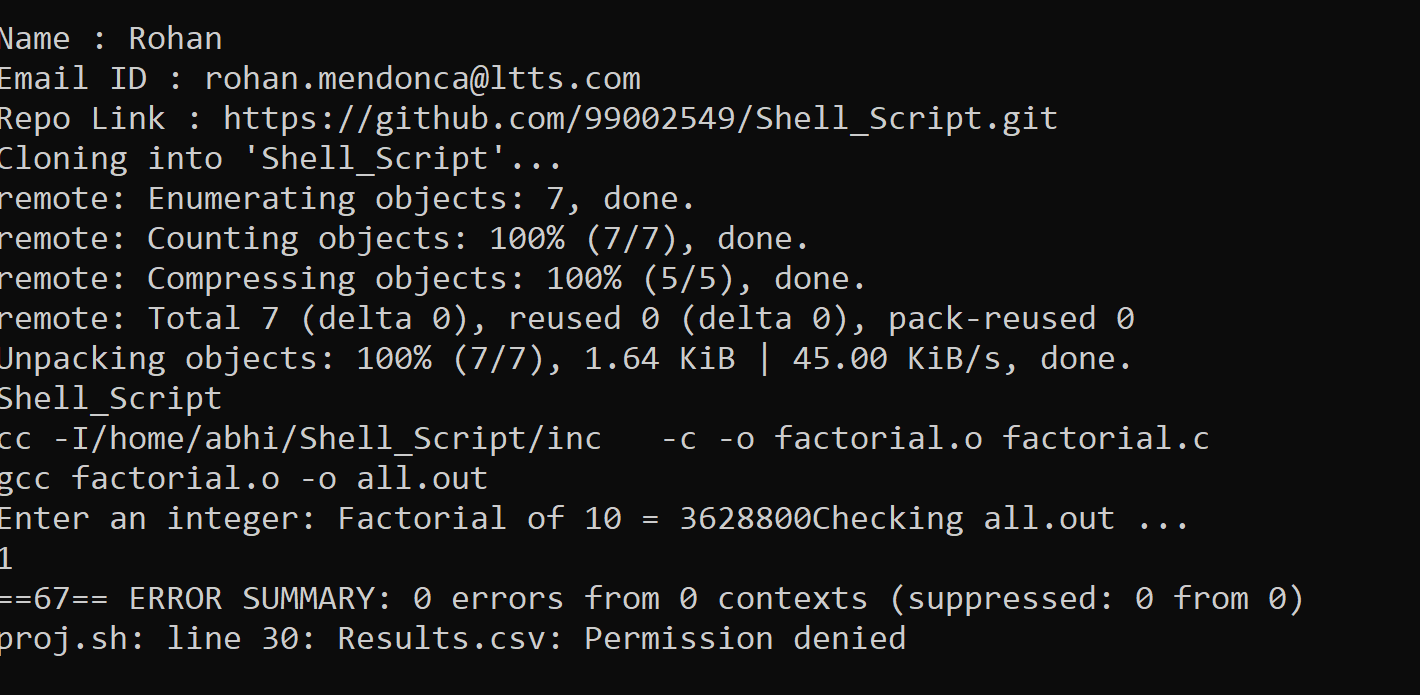 Name : Rohan
Email ID : rohan.mendonca@ltts.com
Repo Link : https://github.com/99002549/Shell_Script.git
Cloning into 'Shell_Script'...
remote: Enumerating objects: 7, done.
remote: Counting objects: 100% (7/7), done.
remote: Compressing objects: 100% (5/5), done.
remote: Total 7 (delta 0), reused 0 (delta 0), pack-reused 0
Unpacking objects: 100% (7/7), 1.64 KiB | 45.00 KiB/s, done.
Shell_Script
cc -I/home/abhi/Shell_Script/inc   -c -o factorial.o factorial.c
gcc factorial.o -o all.out
Enter an integer: Factorial of 10 = 3628800Checking all.out ...
1
==67== ERROR SUMMARY: 0 errors from 0 contexts (suppressed: 0 from 0)
proj.sh: line 30: Results.csv: Permission denied